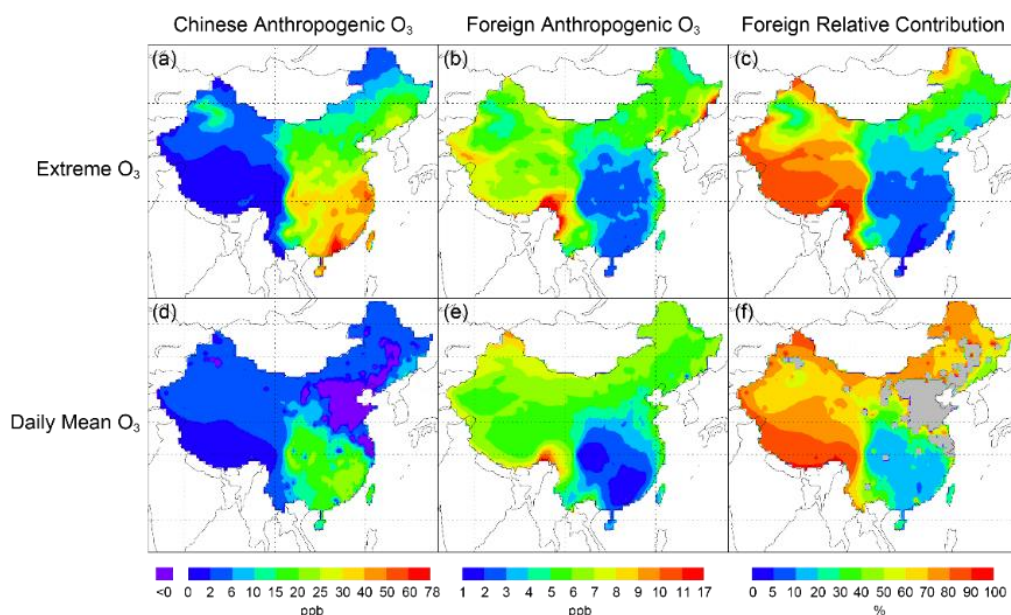 Chinese Anthropogenic O₃ Foreign Anthropogenic O₃ Foreign Relative Contribution
(a) (b) (c)
Extreme O₃
(d) (e) (f)
Daily Mean O₃
<0 0 2 6 10 15 20 25 30 40 50 60 78 1 2 3 4 5 6 7 8 9 10 11 17 0 5 10 20 30 40 50 60 70 80 90 100
ppb ppb %